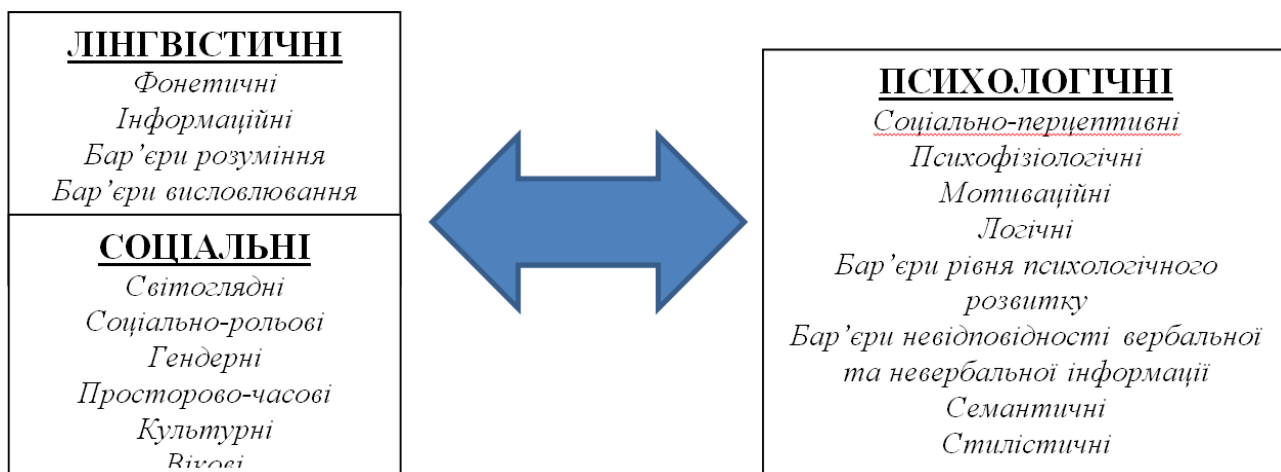 ЛІНГВІСТИЧНІ
Фонетичні
Інформаційні
Бар’єри розуміння
Бар’єри висловлювання
СОЦІАЛЬНІ
Світоглядні
Соціально-рольові
Гендерні
Просторово-часові
Культурні
Вікові
ПСИХОЛОГІЧНІ
Соціально-перцептивні
Психофізіологічні
Мотиваційні
Логічні
Бар’єри рівня психологічного
розвитку
Бар’єри невідповідності вербальної
та невербальної інформації
Семантичні
Стилістичні